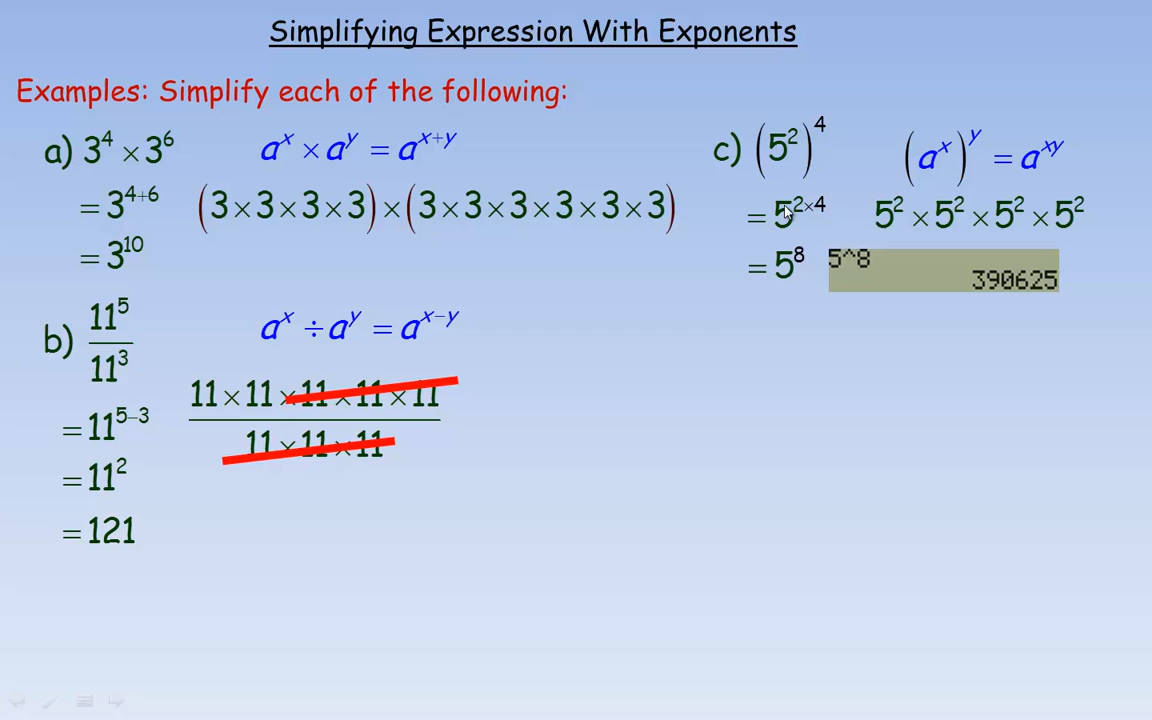 Simplifying Expression With Exponents
Examples: Simplify each of the following:
a) 3⁴ × 3⁶ aˣ × aʸ = aˣ⁺ʸ
= 3⁴⁺⁶ (3 × 3 × 3 × 3) × (3 × 3 × 3 × 3 × 3 × 3)
= 3¹⁰
b) 11⁵ / 11³ aˣ ÷ aʸ = aˣ⁻ʸ
= 11⁵⁻³ 11 × 11 × 11 × 11 × 11 / 11 × 11 × 11
= 11²
= 121
c) (5²)⁴ (aˣ)ʸ = aˣʸ
= 5²ˣ⁴ 5² × 5² × 5² × 5²
= 5⁸ 5^8
390625